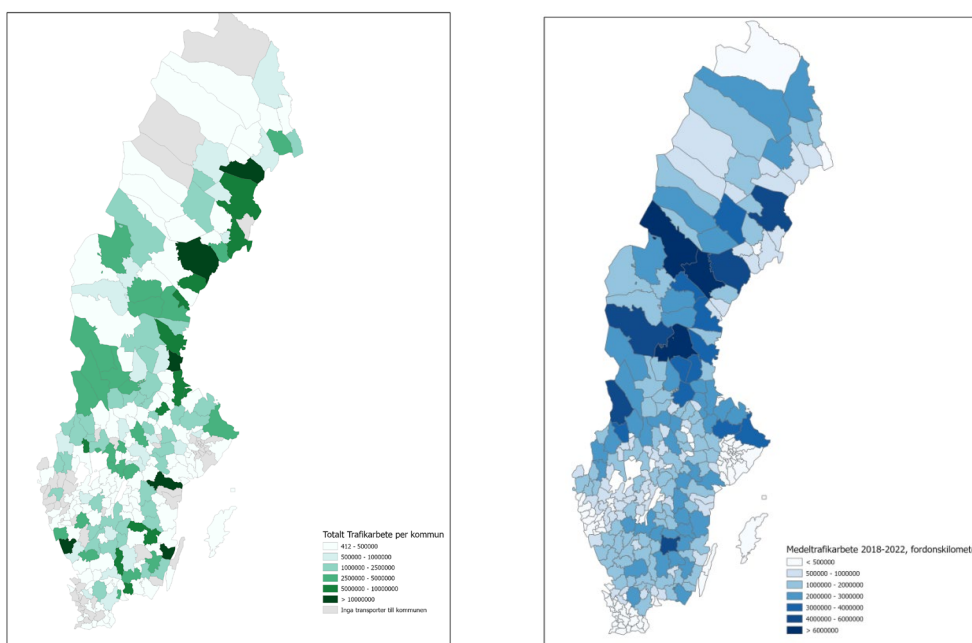 Totalt Trafikarbete per kommun
412 - 500000
500000 - 1000000
1000000 - 2500000
2500000 - 5000000
5000000 - 10000000
> 10000000
Inga transporter till kommunen
Medeltrafikarbete 2018-2022, fordonskilomet
< 500000
500000 - 1000000
1000000 - 2000000
2000000 - 3000000
3000000 - 4000000
4000000 - 6000000
> 6000000